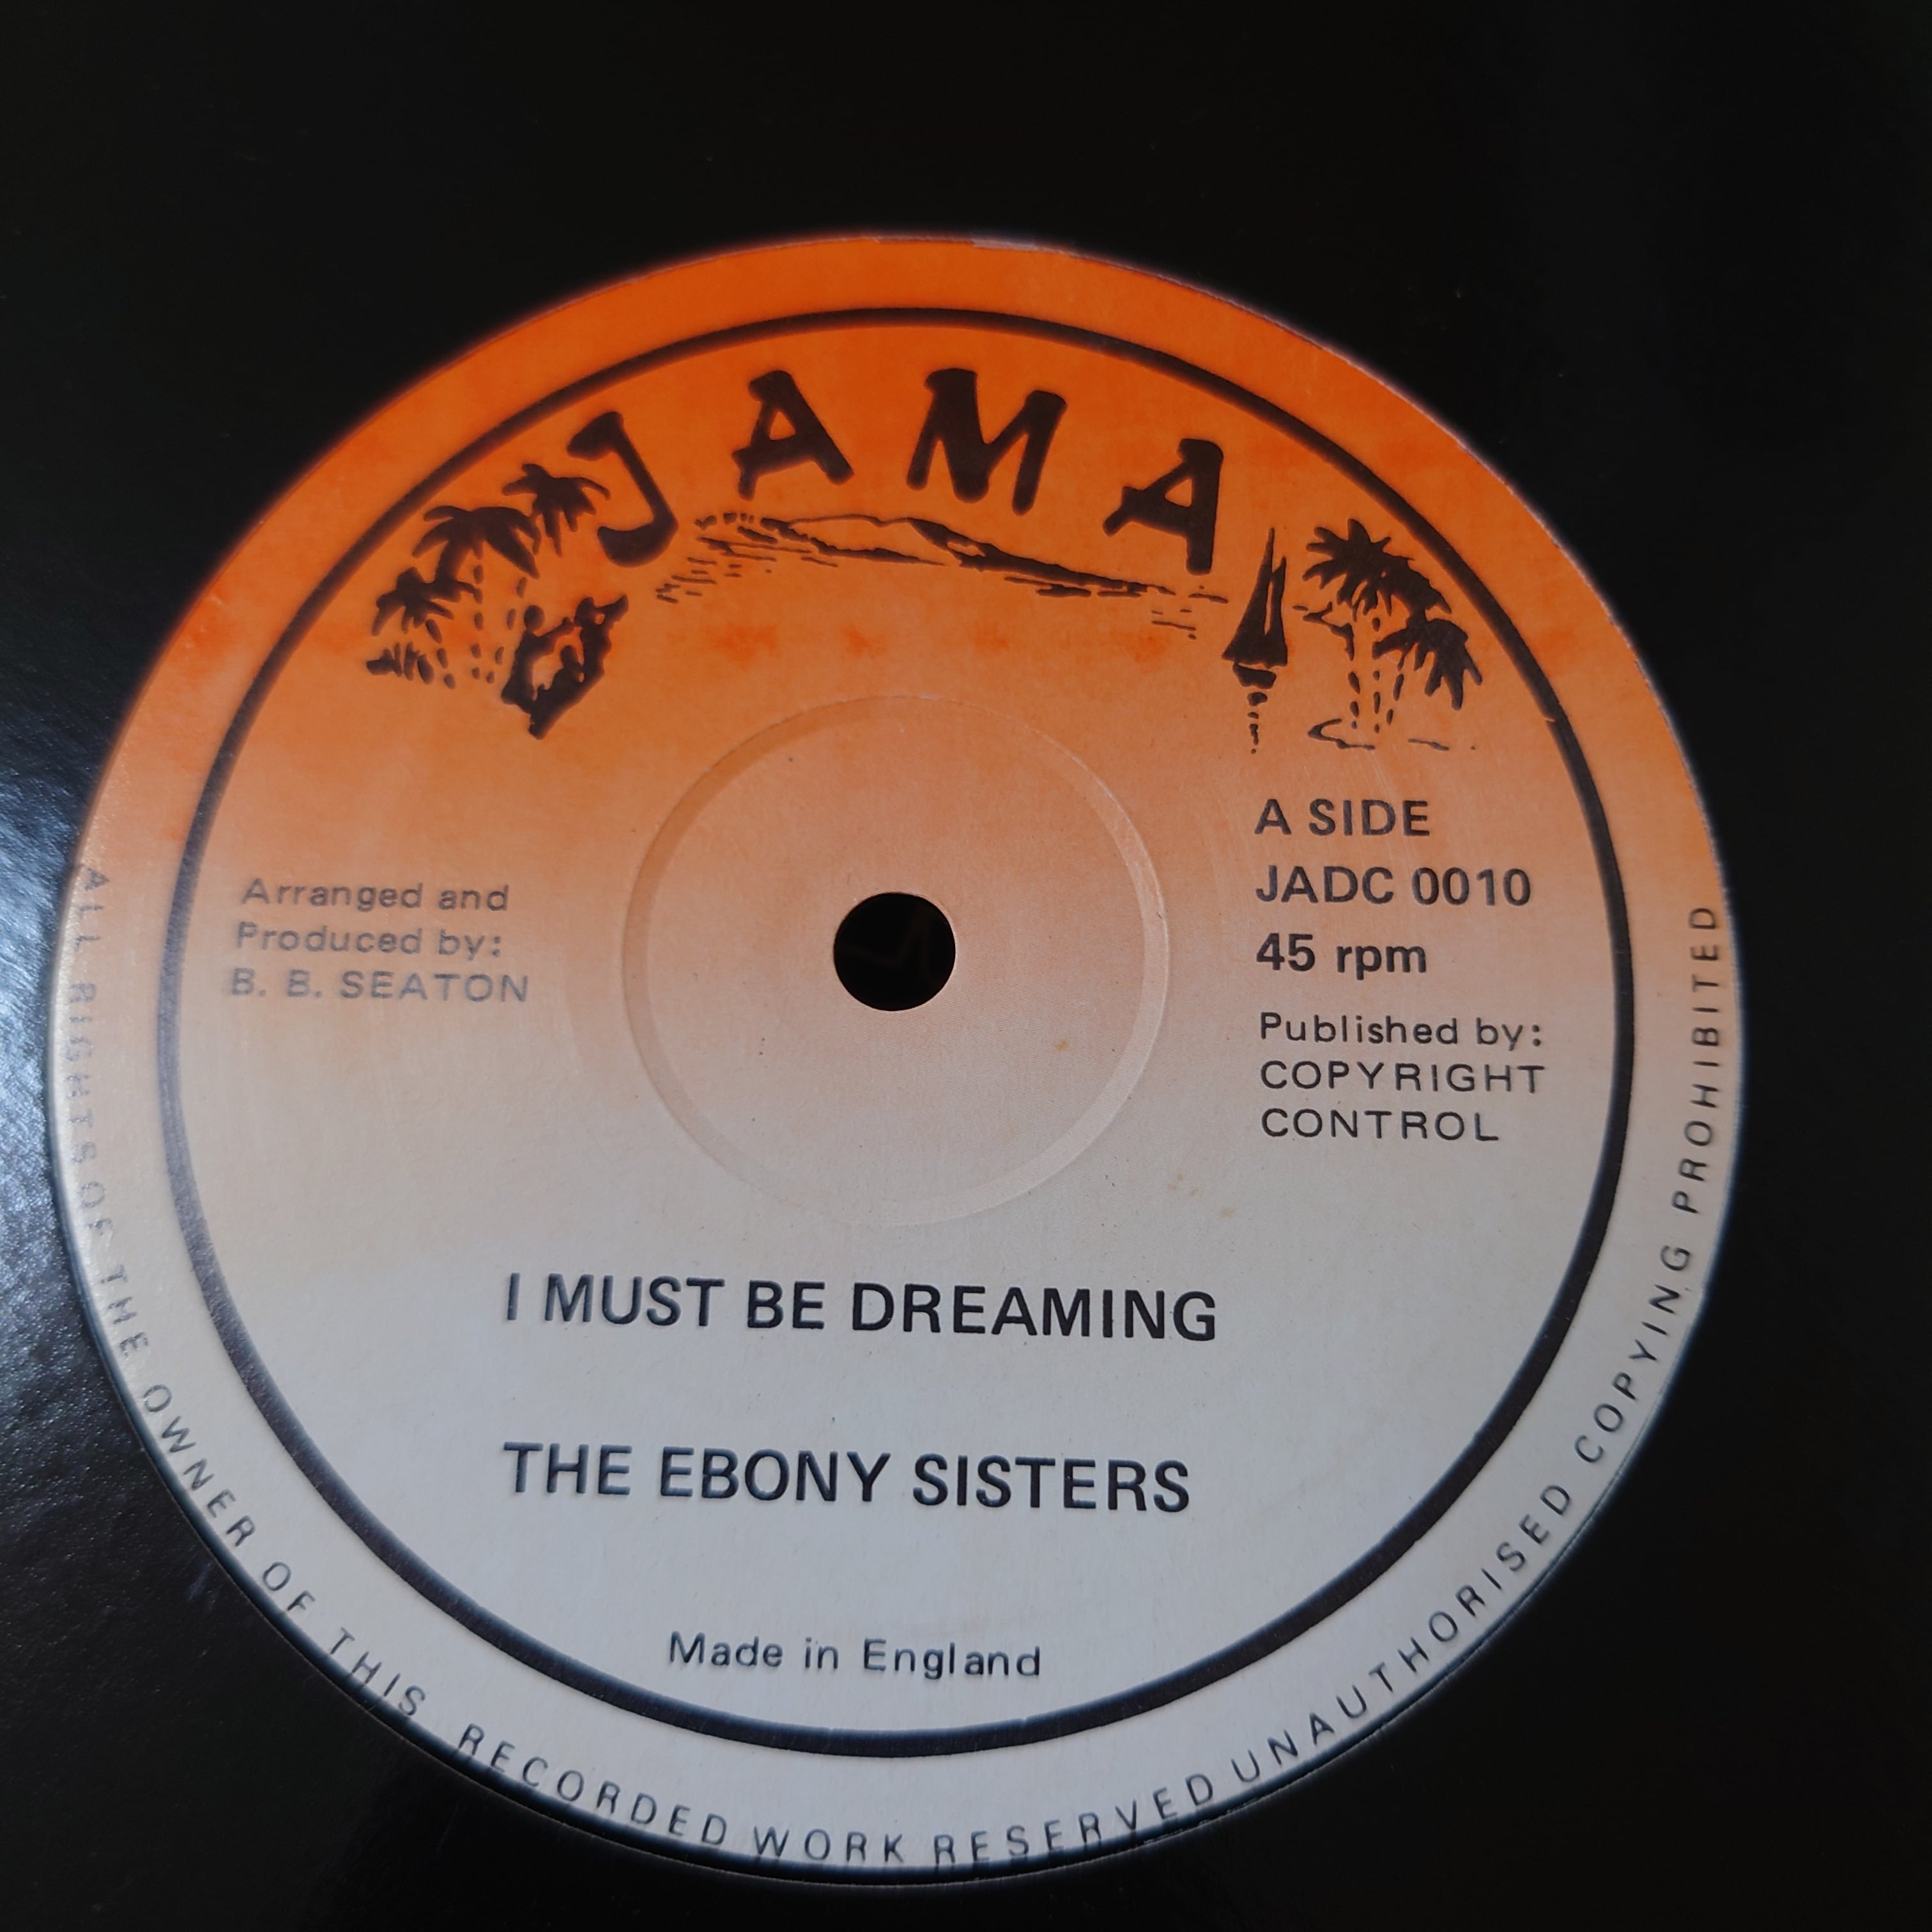 JAMA
A SIDE
JADC 0010
45 rpm
Arranged and
Produced by:
B. B. SEATON
Published by:
COPYRIGHT
CONTROL
I MUST BE DREAMING
THE EBONY SISTERS
Made in England
ALL RIGHTS OF THE OWNER OF THIS RECORDED WORK RESERVED UNAUTHORISED COPYING PROHIBITED